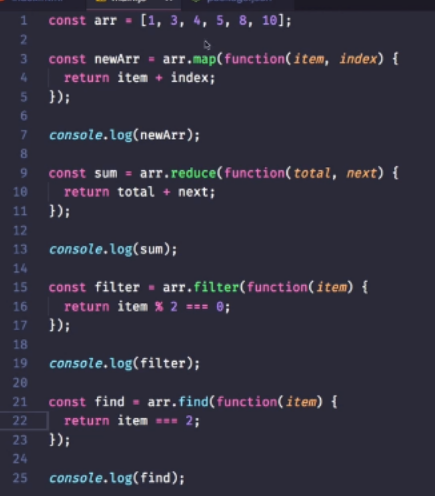 1 const arr = [1, 3, 4, 5, 8, 10];
2
3 const newArr = arr.map(function(item, index) {
4   return item + index;
5 });
6
7 console.log(newArr);
8
9 const sum = arr.reduce(function(total, next) {
10   return total + next;
11 });
12
13 console.log(sum);
14
15 const filter = arr.filter(function(item) {
16   return item % 2 === 0;
17 });
18
19 console.log(filter);
20
21 const find = arr.find(function(item) {
22   return item === 2;
23 });
24
25 console.log(find);